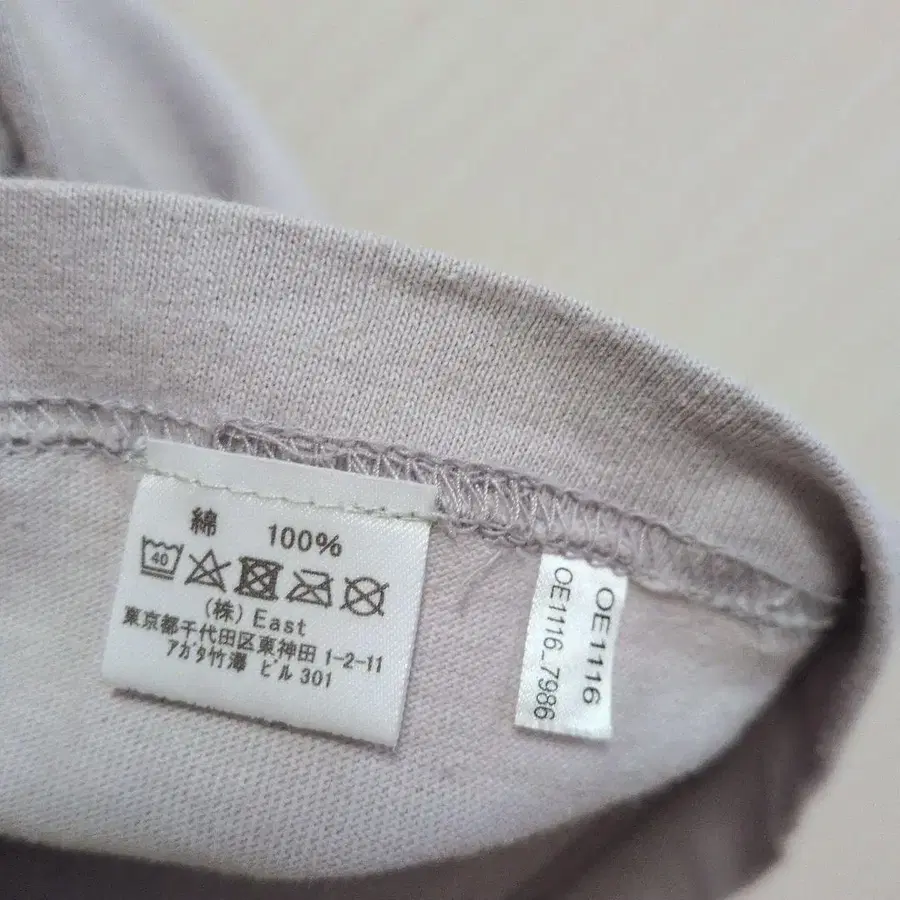 綿 100%
40
(株) East
東京都千代田区東神田 1-2-11
アガタ竹澤 ビル 301
OE1116
OE1116_7986